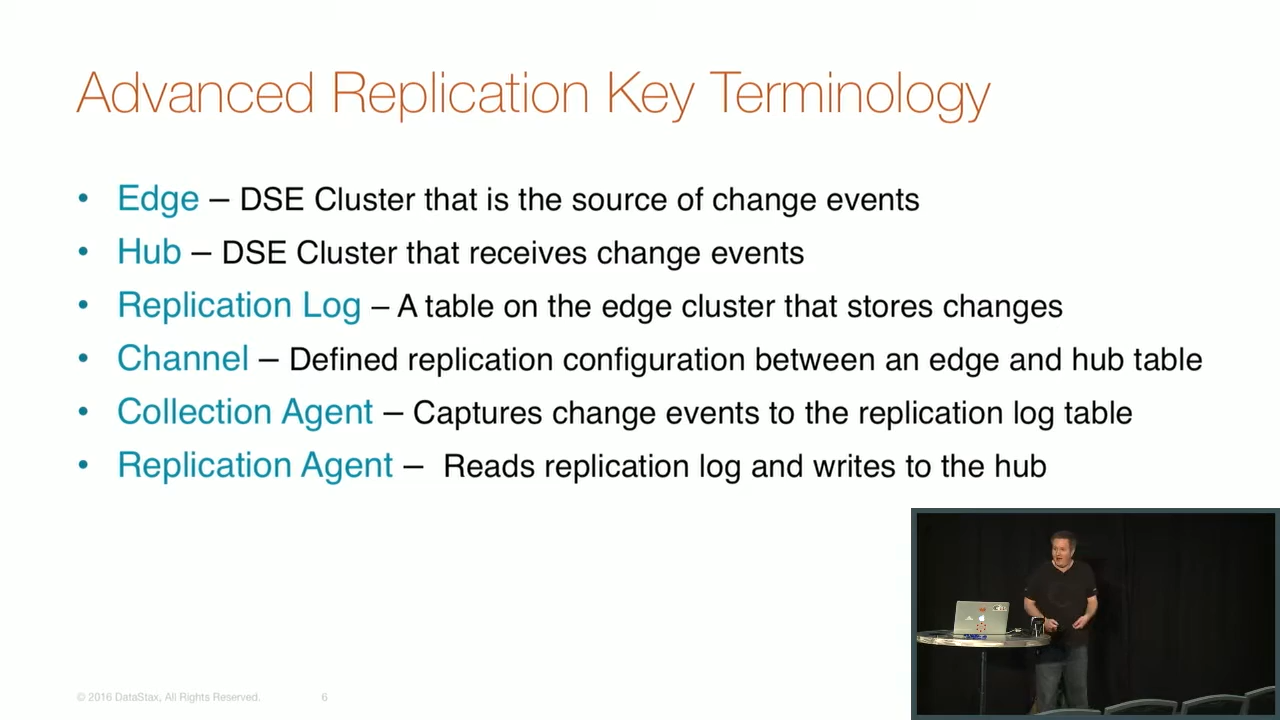 Advanced Replication Key Terminology
• Edge – DSE Cluster that is the source of change events
• Hub – DSE Cluster that receives change events
• Replication Log – A table on the edge cluster that stores changes
• Channel – Defined replication configuration between an edge and hub table
• Collection Agent – Captures change events to the replication log table
• Replication Agent –  Reads replication log and writes to the hub
© 2016 DataStax, All Rights Reserved. 6